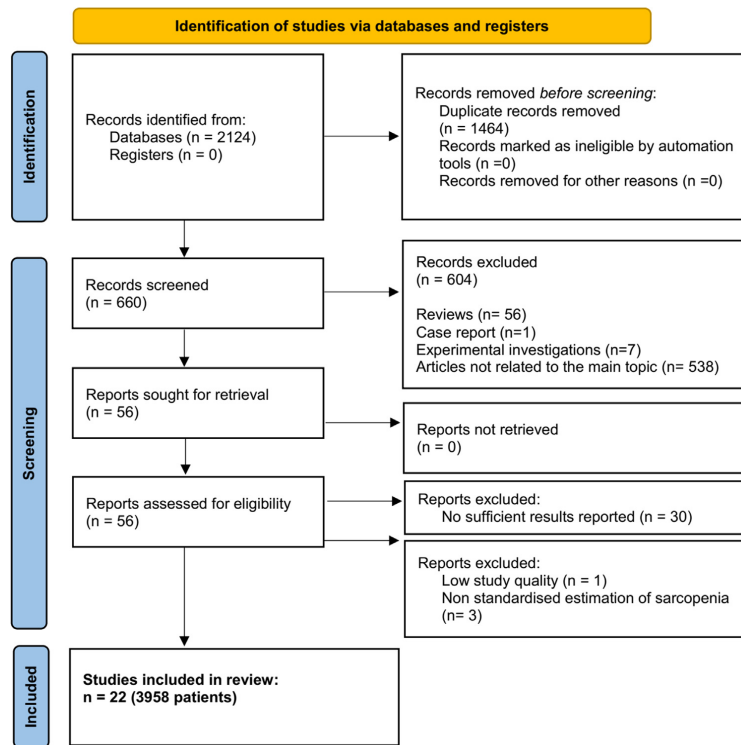 Identification of studies via databases and registers
Identification
Records identified from:
Databases (n = 2124)
Registers (n = 0)
Records removed before screening:
Duplicate records removed
(n = 1464)
Records marked as ineligible by automation
tools (n =0)
Records removed for other reasons (n =0)
Screening
Records screened
(n = 660)
Records excluded
(n = 604)
Reviews (n= 56)
Case report (n=1)
Experimental investigations (n=7)
Articles not related to the main topic (n= 538)
Reports sought for retrieval
(n = 56)
Reports not retrieved
(n = 0)
Reports assessed for eligibility
(n = 56)
Reports excluded:
No sufficient results reported (n = 30)
Reports excluded:
Low study quality (n = 1)
Non standardised estimation of sarcopenia
(n= 3)
Included
Studies included in review:
n = 22 (3958 patients)